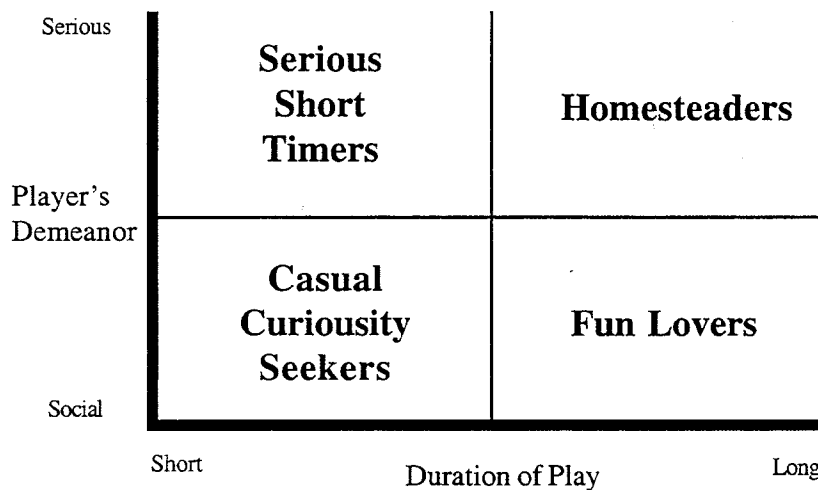 Serious
Serious
Short
Timers
Homesteaders
Player's
Demeanor
Casual
Curiousity
Seekers
Fun Lovers
Social
Short
Duration of Play
Long